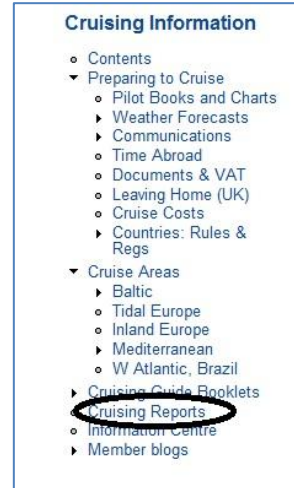 Cruising Information
Contents
Preparing to Cruise
Pilot Books and Charts
Weather Forecasts
Communications
Time Abroad
Documents & VAT
Leaving Home (UK)
Cruise Costs
Countries: Rules &
Regs
Cruise Areas
Baltic
Tidal Europe
Inland Europe
Mediterranean
W Atlantic, Brazil
Cruising Guide Booklets
Cruising Reports
Information Centre
Member blogs